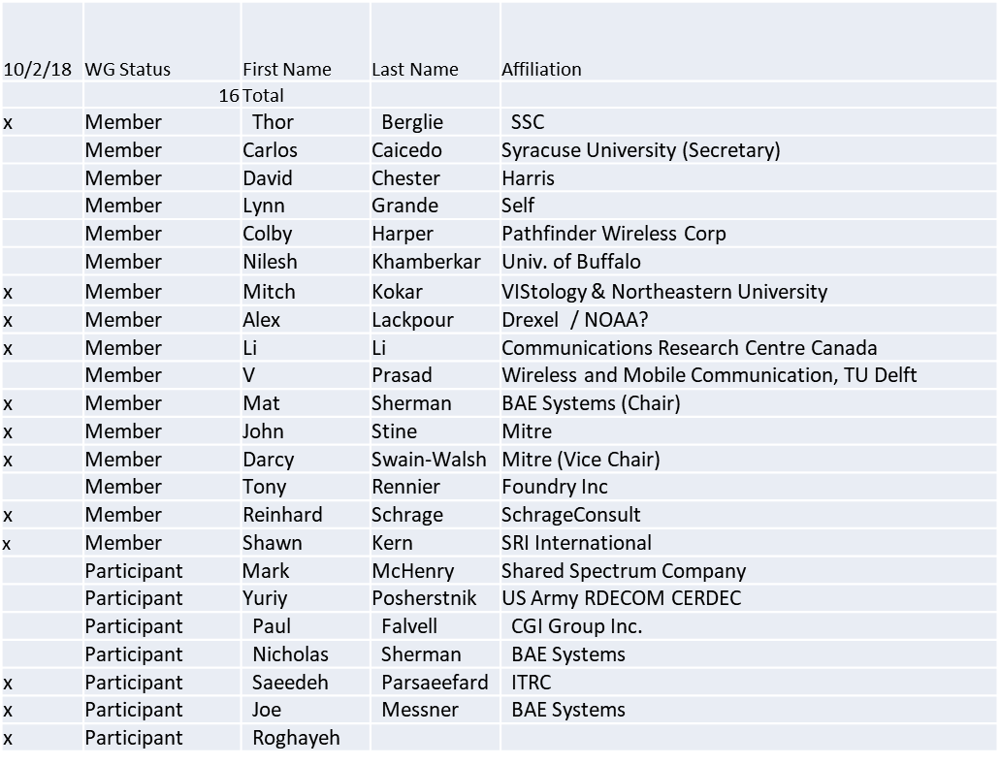 10/2/18 WG Status First Name Last Name Affiliation
16 Total
x Member Thor Berglie SSC
Member Carlos Caicedo Syracuse University (Secretary)
Member David Chester Harris
Member Lynn Grande Self
Member Colby Harper Pathfinder Wireless Corp
Member Nilesh Khamberkar Univ. of Buffalo
x Member Mitch Kokar VIStology & Northeastern University
x Member Alex Lackpour Drexel / NOAA?
x Member Li Li Communications Research Centre Canada
Member V Prasad Wireless and Mobile Communication, TU Delft
x Member Mat Sherman BAE Systems (Chair)
x Member John Stine Mitre
x Member Darcy Swain-Walsh Mitre (Vice Chair)
Member Tony Rennier Foundry Inc
x Member Reinhard Schrage SchrageConsult
x Member Shawn Kern SRI International
Participant Mark McHenry Shared Spectrum Company
Participant Yuriy Posherstnik US Army RDECOM CERDEC
Participant Paul Falvell CGI Group Inc.
Participant Nicholas Sherman BAE Systems
x Participant Saeedeh Parsaeefard ITRC
x Participant Joe Messner BAE Systems
x Participant Roghayeh